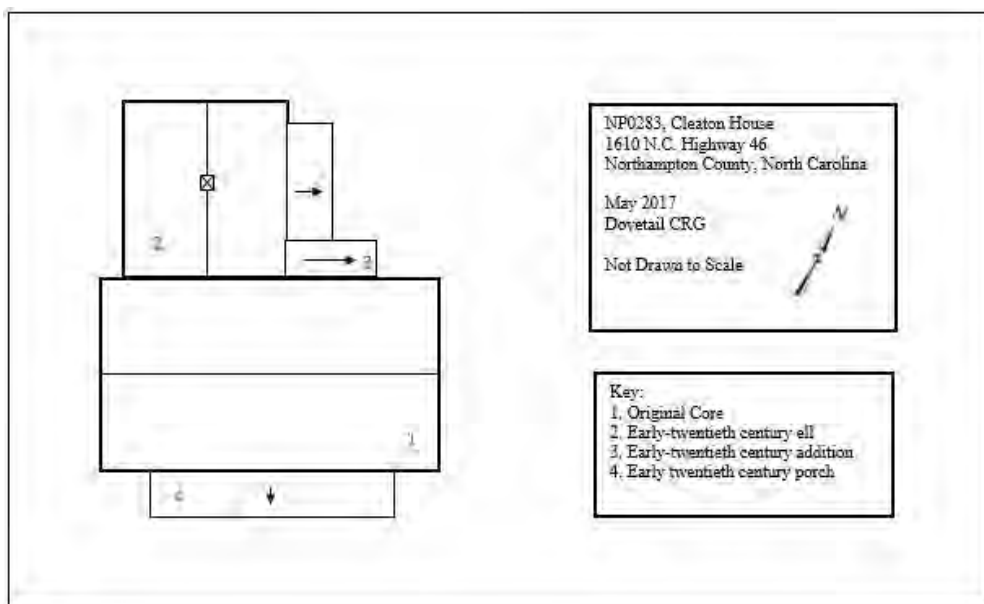 2
3
1
4
NP0283, Cleaton House
1610 N.C. Highway 46
Northampton County, North Carolina
May 2017
Dovetail CRG
Not Drawn to Scale
N
Key:
1. Original Core
2. Early-twentieth century ell
3. Early-twentieth century addition
4. Early twentieth century porch